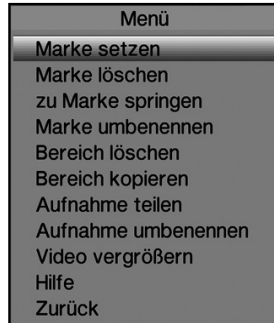 Menü
Marke setzen
Marke löschen
zu Marke springen
Marke umbenennen
Bereich löschen
Bereich kopieren
Aufnahme teilen
Aufnahme umbenennen
Video vergrößern
Hilfe
Zurück